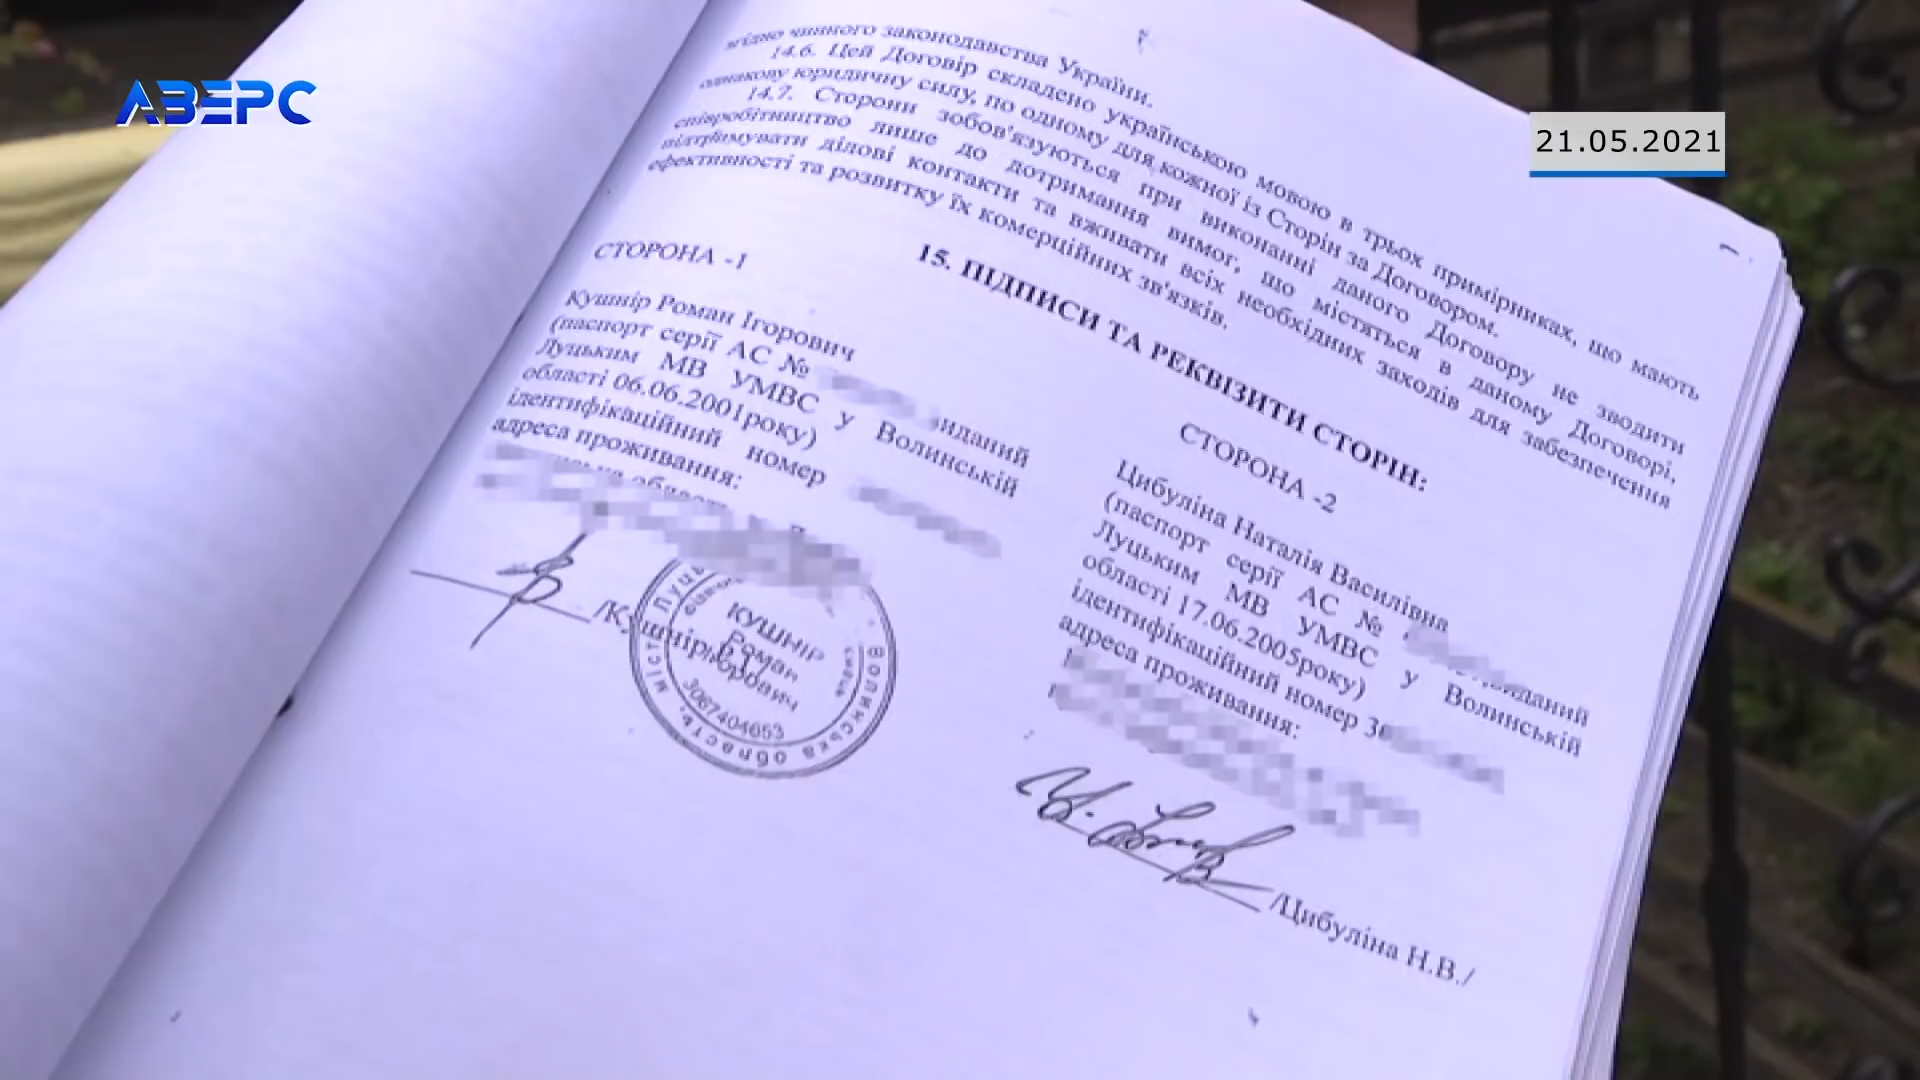 АВЕРС
21.05.2021
згідно чинного законодавства України.
14.6. Цей Договір складено українською мовою в трьох примірниках, що мають
однакову юридичну силу, по одному для кожної із Сторін за Договором.
14.7. Сторони зобов'язуються при виконанні даного Договору не зводити
співробітництво лише до дотримання вимог, що містяться в даному Договорі,
підтримувати ділові контакти та вживати всіх необхідних заходів для забезпечення
ефективності та розвитку їх комерційних зв'язків.
15. ПІДПИСИ ТА РЕКВІЗИТИ СТОРІН:
СТОРОНА -1
Кушнір Роман Ігорович
(паспорт серії АС № иданий
Луцьким МВ УМВС у Волинській
області 06.06.2001року)
ідентифікаційний номер
адреса проживання:
/Кушнір
КУШНІР
Роман
Ігорович
3067404653
Волинська область,
СТОРОНА -2
Цибуліна Наталія Василівна
(паспорт серії АС № виданий
Луцьким МВ УМВС у Волинській
області 17.06.2005року)
ідентифікаційний номер 3
адреса проживання:
/Цибуліна Н.В./